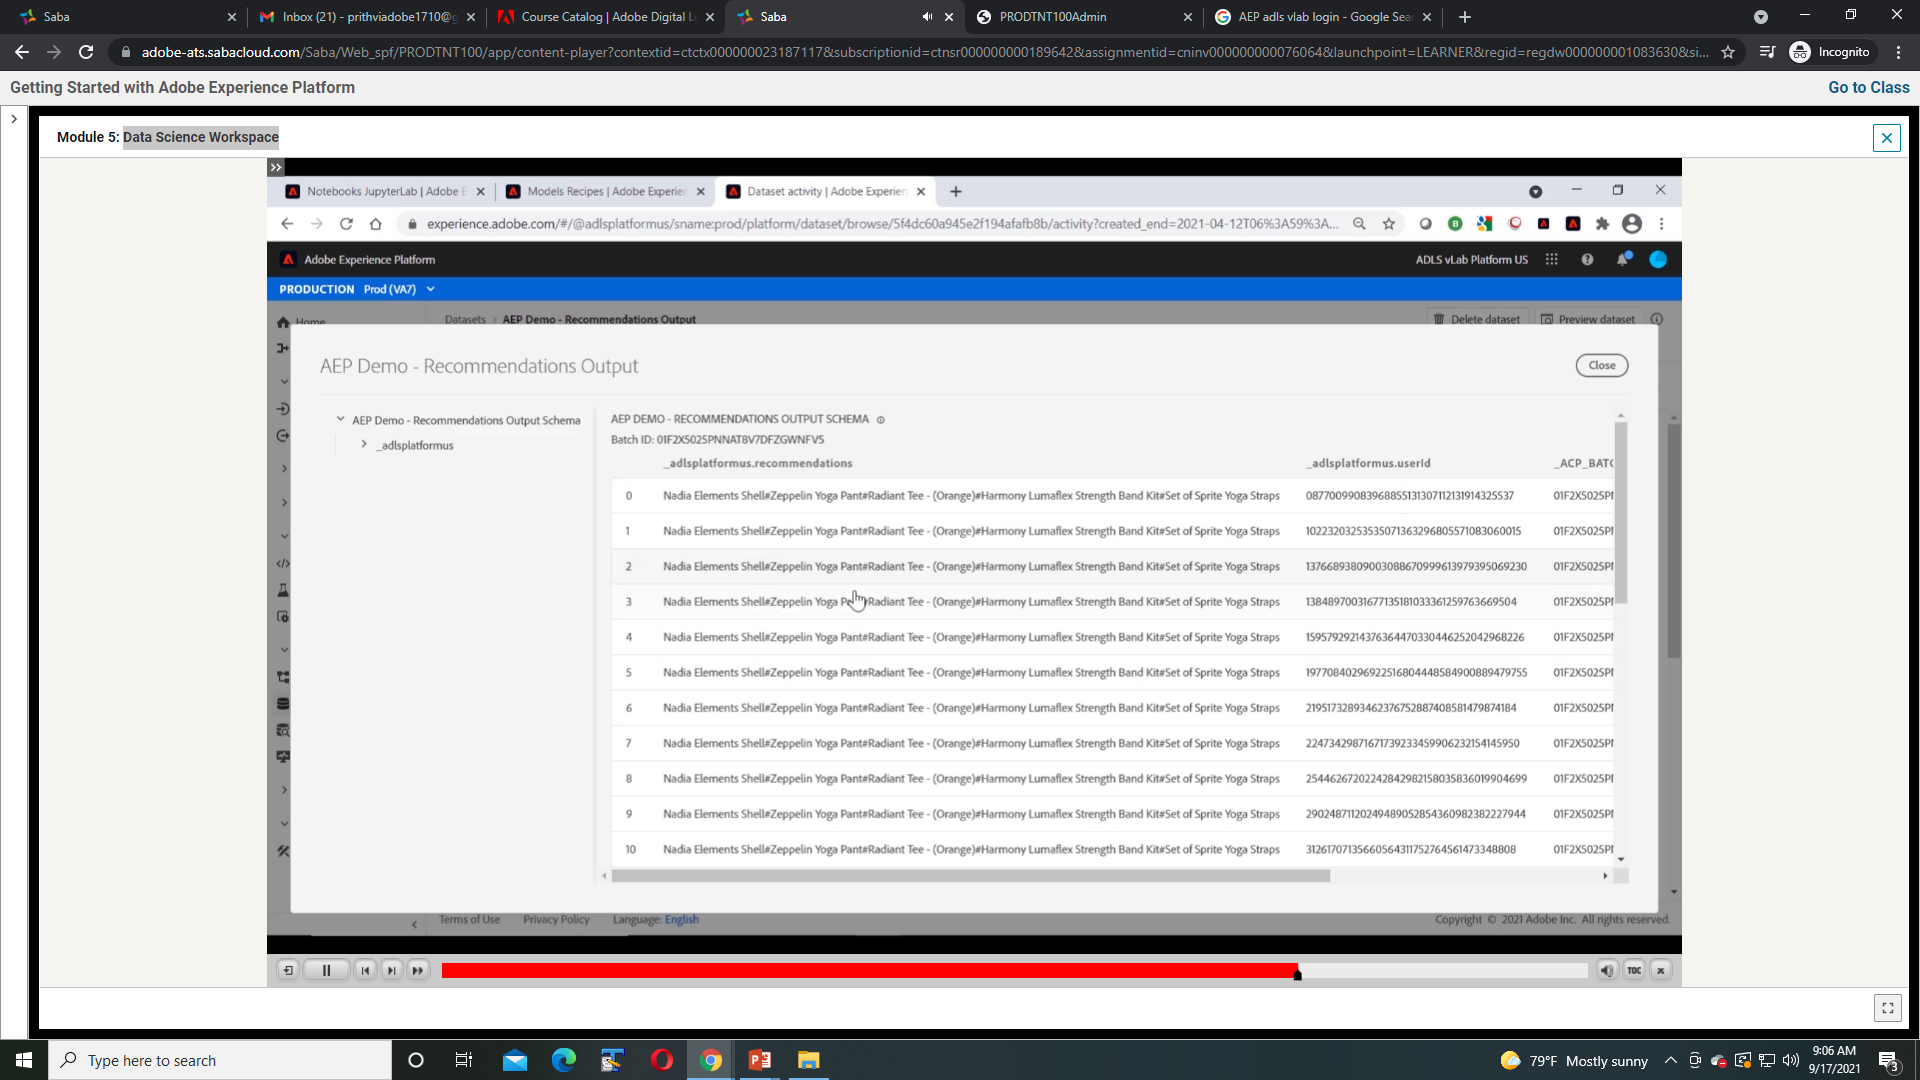 Saba
Inbox (21) - prithviadobe1710@g
Course Catalog | Adobe Digital L
Saba
PRODTNT100Admin
AEP adls vlab login - Google Sea
adobe-ats.sabacloud.com/Saba/Web_spf/PRODTNT100/app/content-player?contextid=ctctx000000023187117&subscriptionid=ctnsr000000000189642&assignmentid=cninv000000000076064&launchpoint=LEARNER&regid=regdw000000001083630&si...
Incognito
Getting Started with Adobe Experience Platform
Go to Class
Module 5: Data Science Workspace
Notebooks JupyterLab | Adobe E
Models Recipes | Adobe Experien
Dataset activity | Adobe Experien
experience.adobe.com/#/@adlsplatformus/sname:prod/platform/dataset/browse/5f4dc60a945e2f194afafb8b/activity?created_end=2021-04-12T06%3A59%3A...
Adobe Experience Platform
ADLS vLab Platform US
PRODUCTION Prod (VA7)
Home
Datasets > AEP Demo - Recommendations Output
Delete dataset
Preview dataset
AEP Demo - Recommendations Output
Close
AEP Demo - Recommendations Output Schema
_adlsplatformus
AEP DEMO - RECOMMENDATIONS OUTPUT SCHEMA
Batch ID: 01F2X5025PNNAT8V7DFZGWNFV5
_adlsplatformus.recommendations _adlsplatformus.userId _ACP_BATC
0 Nadia Elements Shell#Zeppelin Yoga Pant#Radiant Tee - (Orange)#Harmony Lumaflex Strength Band Kit#Set of Sprite Yoga Straps 08770099083968855131307112131914325537 01F2X5025PI
1 Nadia Elements Shell#Zeppelin Yoga Pant#Radiant Tee - (Orange)#Harmony Lumaflex Strength Band Kit#Set of Sprite Yoga Straps 10223203253535071363296805571083060015 01F2X5025PI
2 Nadia Elements Shell#Zeppelin Yoga Pant#Radiant Tee - (Orange)#Harmony Lumaflex Strength Band Kit#Set of Sprite Yoga Straps 13766893809003088670999613979395069230 01F2X5025PI
3 Nadia Elements Shell#Zeppelin Yoga Pant#Radiant Tee - (Orange)#Harmony Lumaflex Strength Band Kit#Set of Sprite Yoga Straps 13848970031677135181033361259763669504 01F2X5025PI
4 Nadia Elements Shell#Zeppelin Yoga Pant#Radiant Tee - (Orange)#Harmony Lumaflex Strength Band Kit#Set of Sprite Yoga Straps 15957929214376364470330446252042968226 01F2X5025PI
5 Nadia Elements Shell#Zeppelin Yoga Pant#Radiant Tee - (Orange)#Harmony Lumaflex Strength Band Kit#Set of Sprite Yoga Straps 19770840296922516804448584900889479755 01F2X5025PI
6 Nadia Elements Shell#Zeppelin Yoga Pant#Radiant Tee - (Orange)#Harmony Lumaflex Strength Band Kit#Set of Sprite Yoga Straps 21951732893462376752887408581479874184 01F2X5025PI
7 Nadia Elements Shell#Zeppelin Yoga Pant#Radiant Tee - (Orange)#Harmony Lumaflex Strength Band Kit#Set of Sprite Yoga Straps 22473429871671739233459906232154145950 01F2X5025PI
8 Nadia Elements Shell#Zeppelin Yoga Pant#Radiant Tee - (Orange)#Harmony Lumaflex Strength Band Kit#Set of Sprite Yoga Straps 25446267202242842982158035836019904699 01F2X5025PI
9 Nadia Elements Shell#Zeppelin Yoga Pant#Radiant Tee - (Orange)#Harmony Lumaflex Strength Band Kit#Set of Sprite Yoga Straps 29024871120249489052854360982382227944 01F2X5025PI
10 Nadia Elements Shell#Zeppelin Yoga Pant#Radiant Tee - (Orange)#Harmony Lumaflex Strength Band Kit#Set of Sprite Yoga Straps 31261707135660564311752764561473348808 01F2X5025PI
Terms of Use Privacy Policy Language: English
Copyright © 2021 Adobe Inc. All rights reserved.
TOC
Type here to search
79°F Mostly sunny
9:06 AM
9/17/2021
3